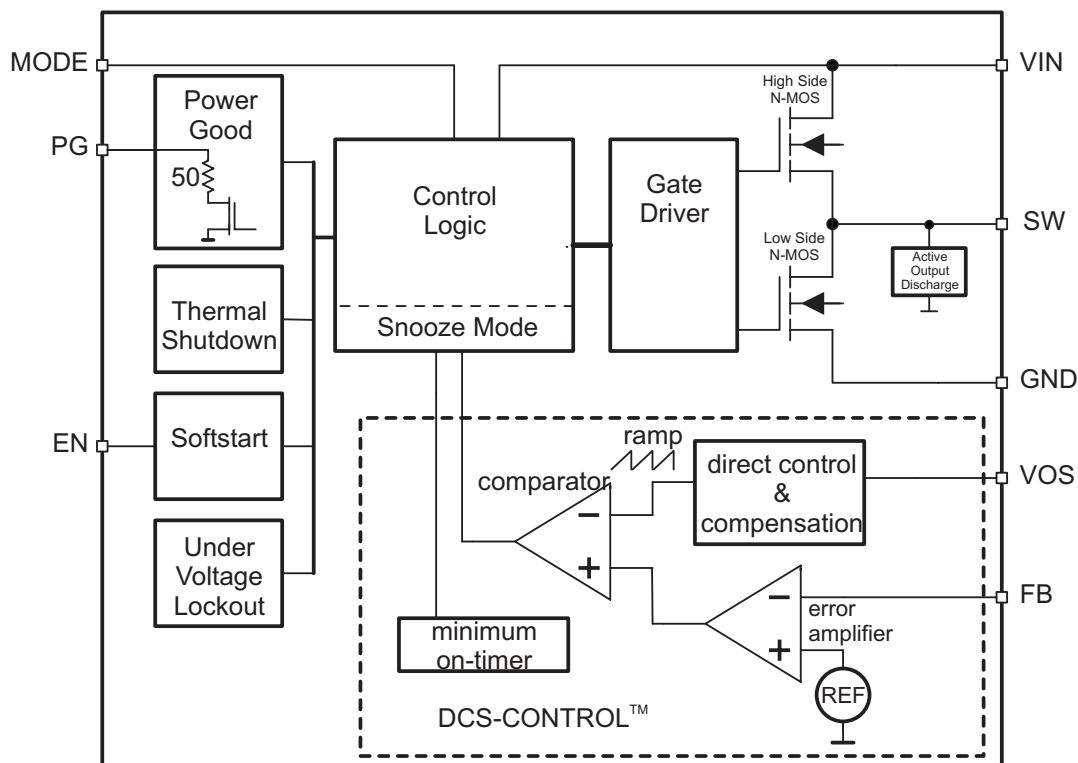 MODE
VIN
High Side
N-MOS
Power
Good
PG
50
Control
Logic
Gate
Driver
SW
Low Side
N-MOS
Active
Output
Discharge
Thermal
Shutdown
Snooze Mode
GND
EN
Softstart
ramp
comparator
direct control
&
compensation
VOS
−
+
Under
Voltage
Lockout
FB
−
+
error
amplifier
minimum
on-timer
REF
DCS-CONTROL™